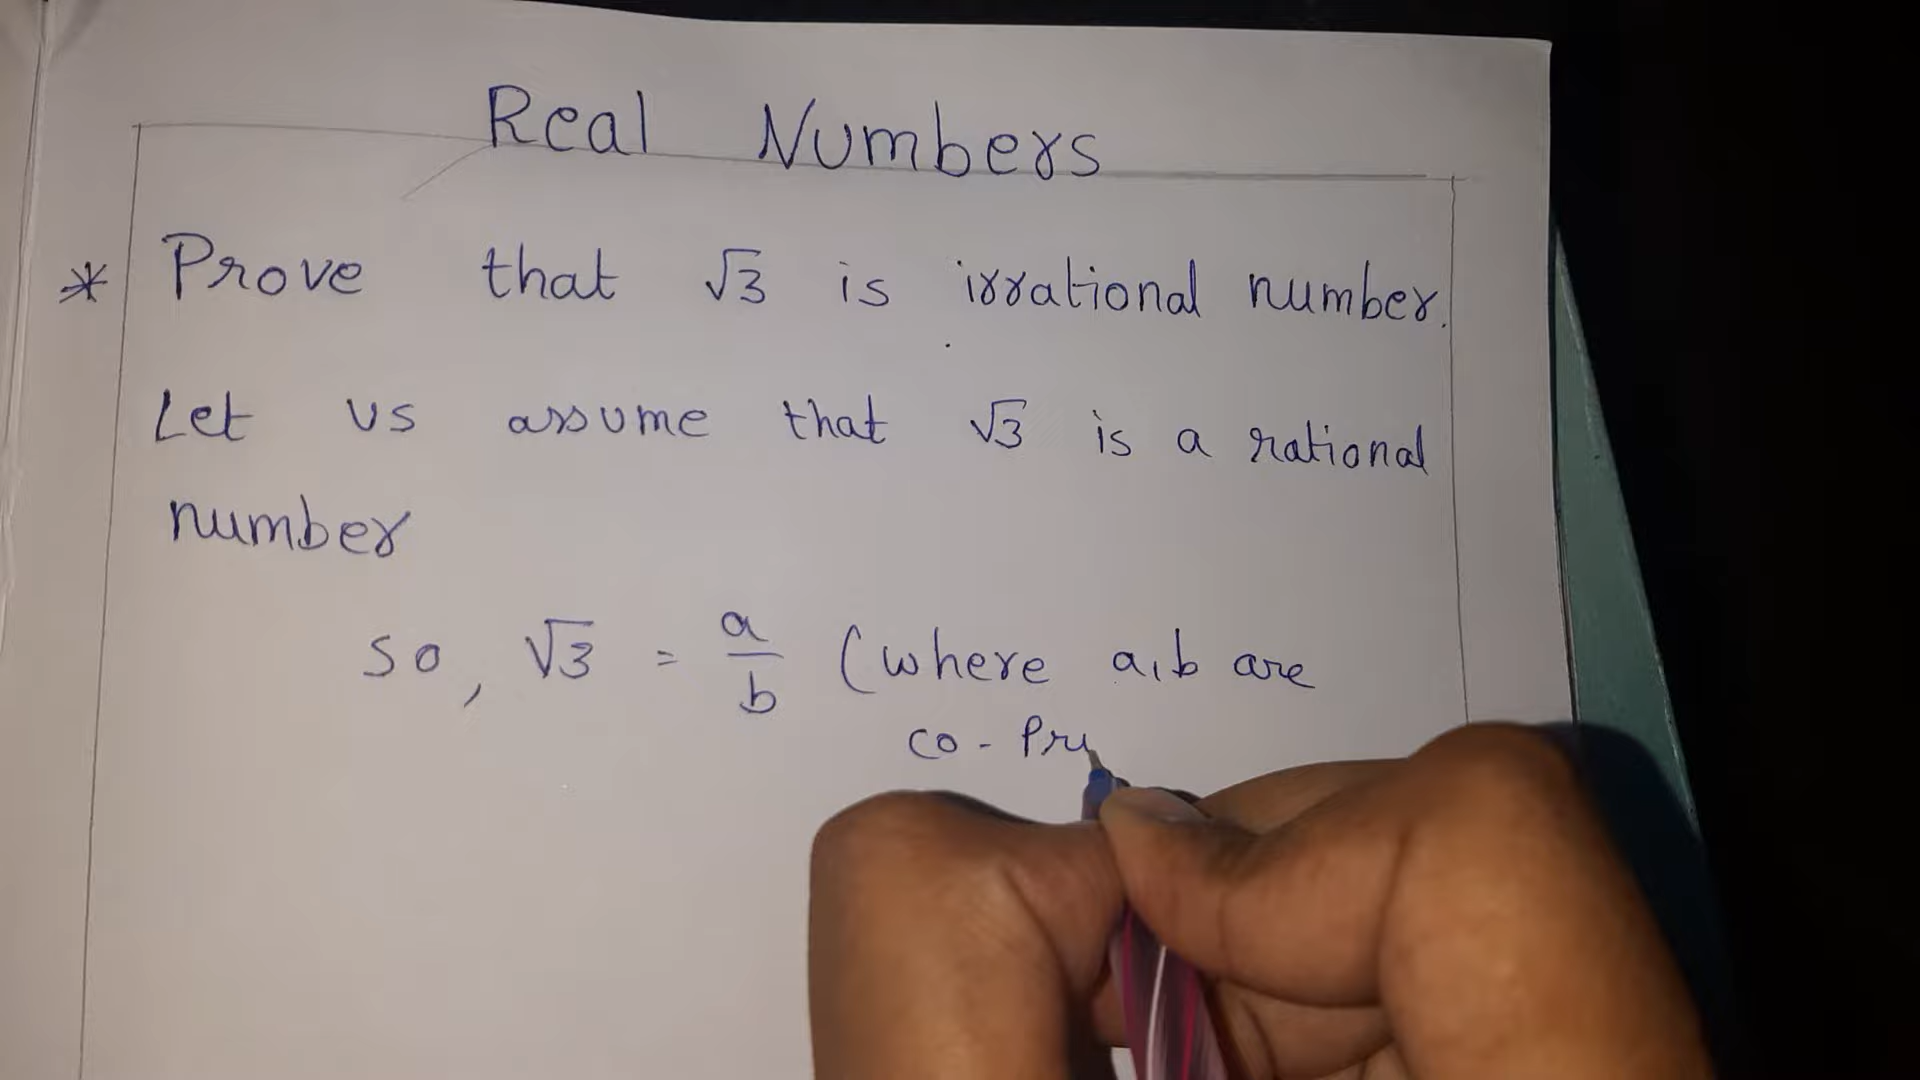 Real Numbers
* Prove that √3 is irrational number.
Let us assume that √3 is a rational
number
so, √3 = a/b (where a,b are
co-Pri